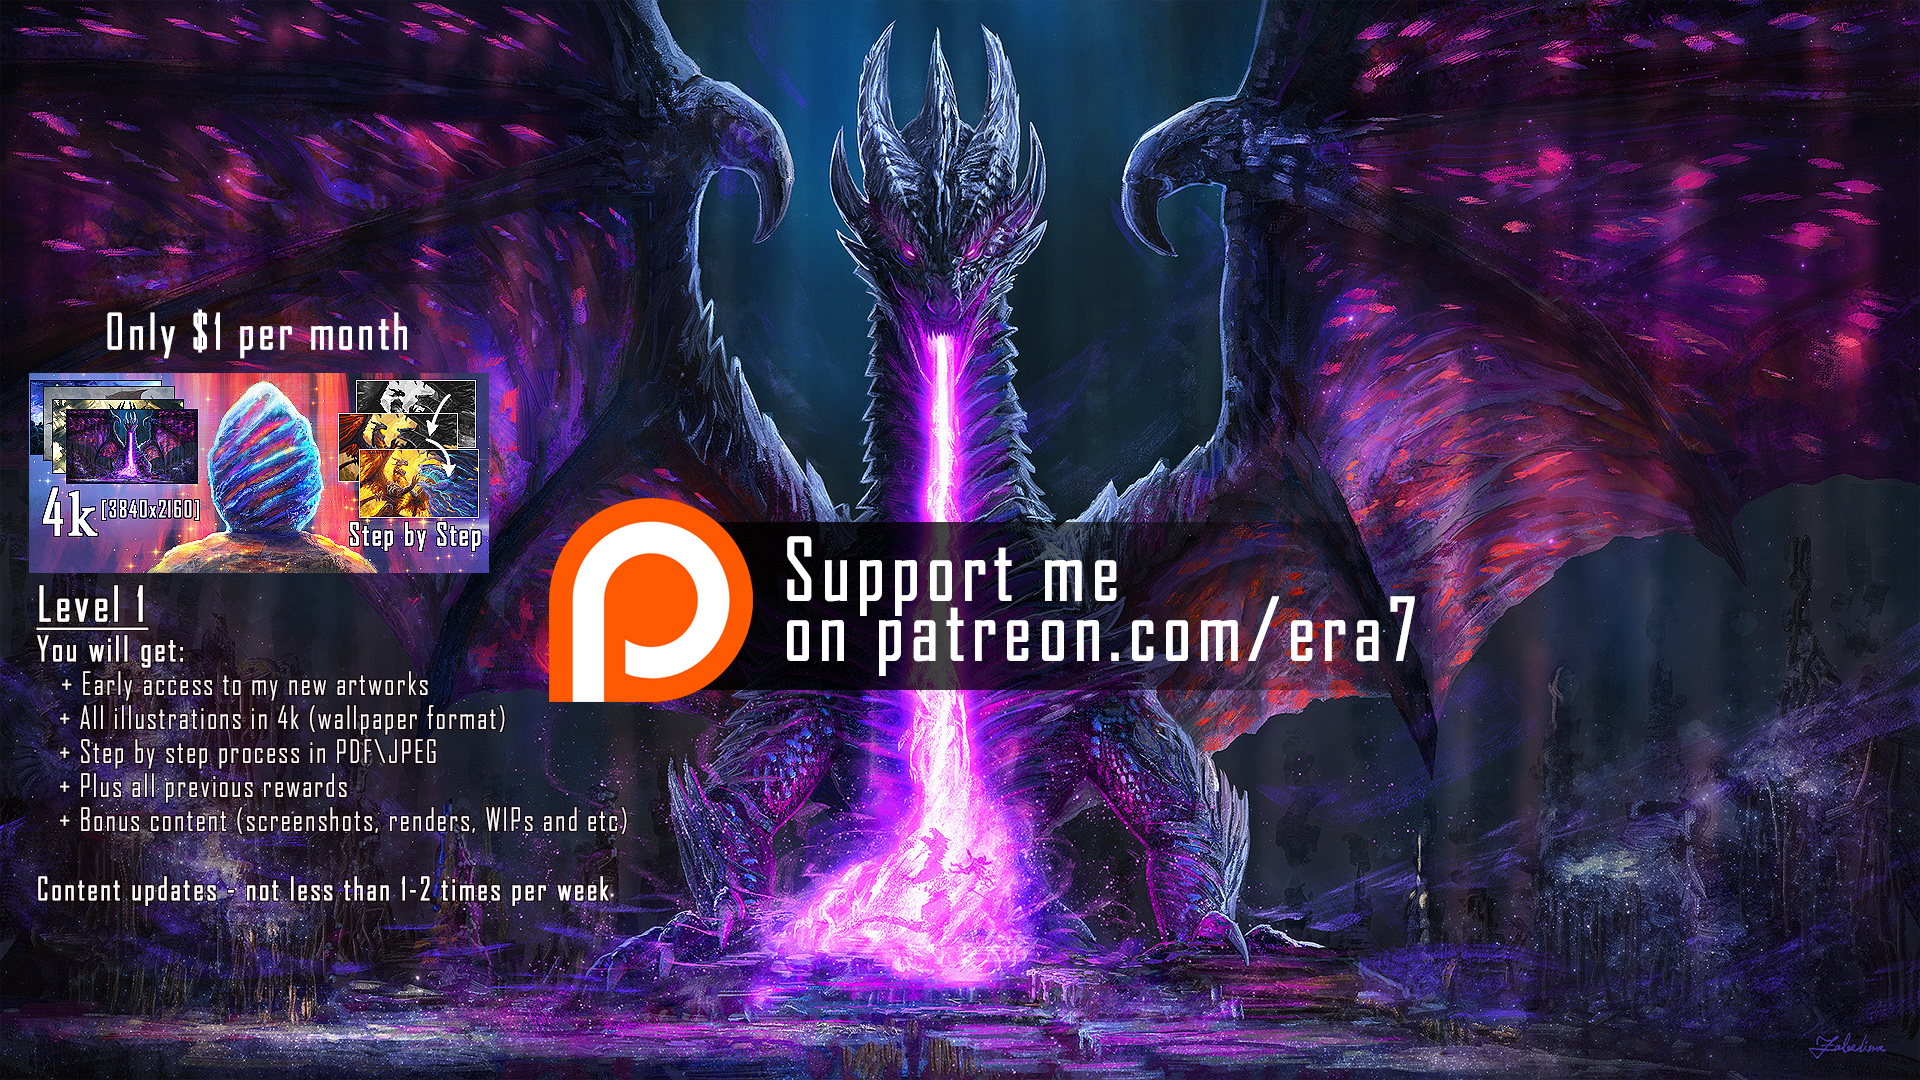 Only $1 per month
4k [3840x2160]
Step by Step
Level 1
You will get:
+ Early access to my new artworks
+ All illustrations in 4k (wallpaper format)
+ Step by step process in PDF\JPEG
+ Plus all previous rewards
+ Bonus content (screenshots, renders, WIPs and etc)
Content updates - not less than 1-2 times per week.
Support me
on patreon.com/era7